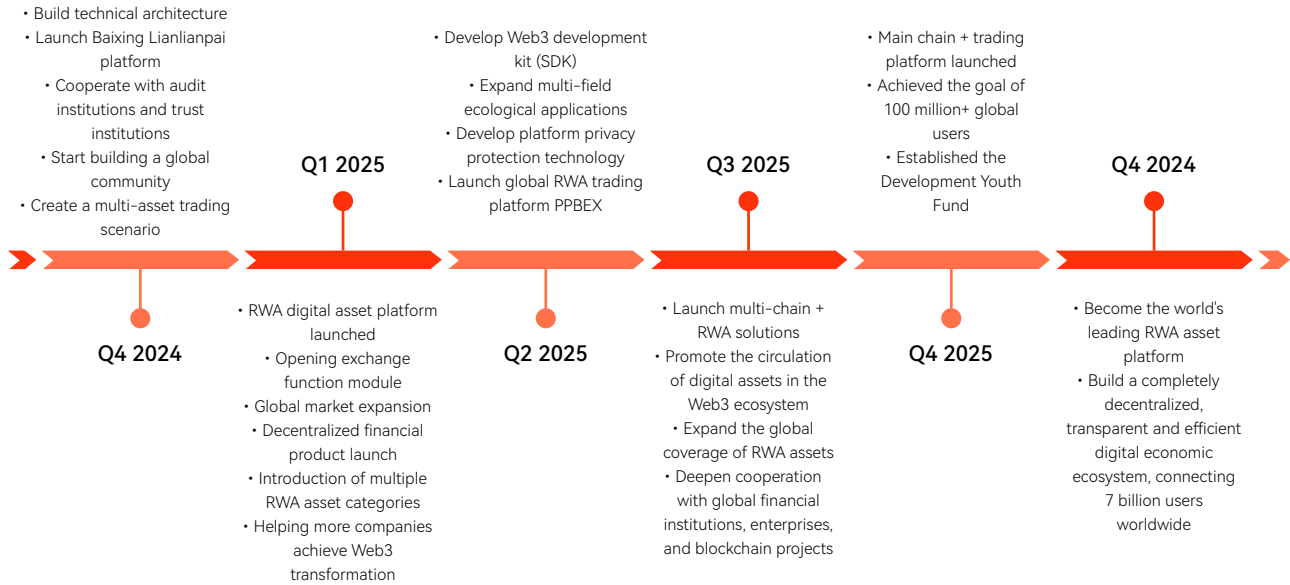 • Build technical architecture
• Launch Baixing Lianlianpai
platform
• Cooperate with audit
institutions and trust
institutions
• Start building a global
community
• Create a multi-asset trading
scenario
Q4 2024
Q1 2025
• RWA digital asset platform
launched
• Opening exchange
function module
• Global market expansion
• Decentralized financial
product launch
• Introduction of multiple
RWA asset categories
• Helping more companies
achieve Web3
transformation
• Develop Web3 development
kit (SDK)
• Expand multi-field
ecological applications
• Develop platform privacy
protection technology
• Launch global RWA trading
platform PPBEX
Q2 2025
Q3 2025
• Launch multi-chain +
RWA solutions
• Promote the circulation
of digital assets in the
Web3 ecosystem
• Expand the global
coverage of RWA assets
• Deepen cooperation
with global financial
institutions, enterprises,
and blockchain projects
• Main chain + trading
platform launched
• Achieved the goal of
100 million+ global
users
• Established the
Development Youth
Fund
Q4 2025
Q4 2024
• Become the world's
leading RWA asset
platform
• Build a completely
decentralized,
transparent and efficient
digital economic
ecosystem, connecting
7 billion users
worldwide